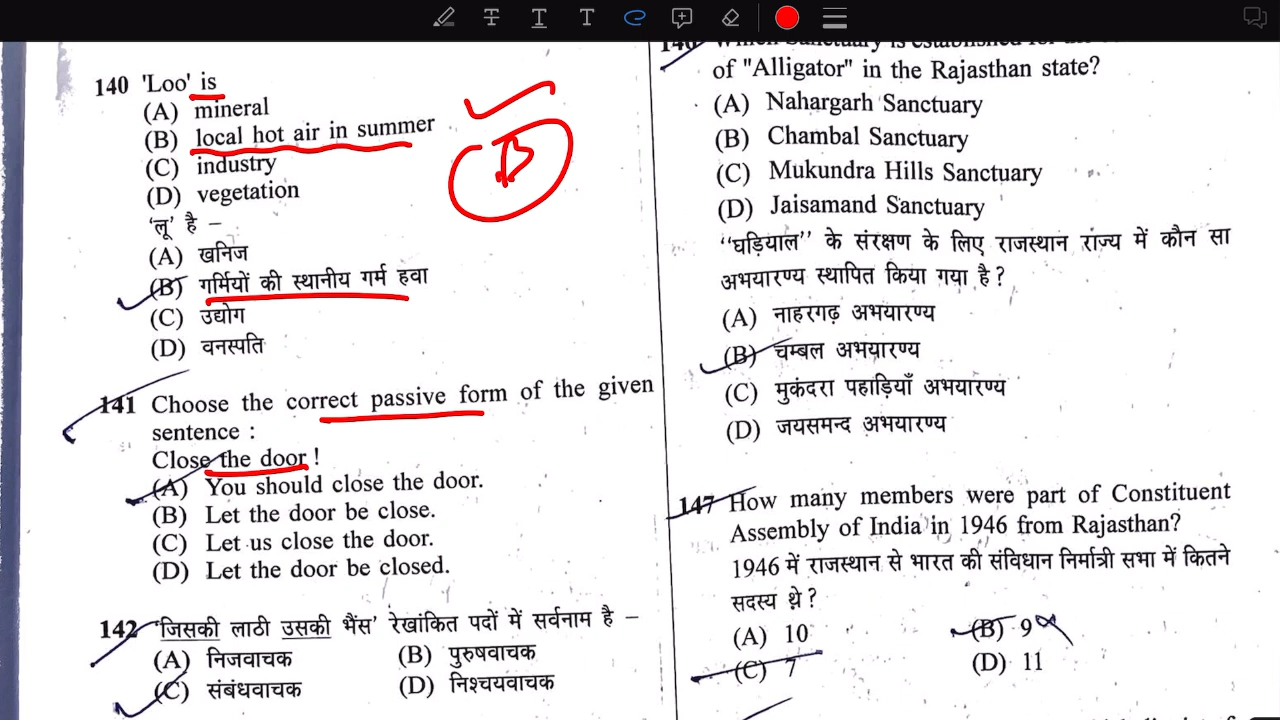 140 'Loo' is
(A) mineral
(B) local hot air in summer
(C) industry
(D) vegetation
'लू' है –
(A) खनिज
(B) गर्मियों की स्थानीय गर्म हवा
(C) उद्योग
(D) वनस्पति
B
141 Choose the correct passive form of the given
sentence :
Close the door !
(A) You should close the door.
(B) Let the door be close.
(C) Let us close the door.
(D) Let the door be closed.
142 'जिसकी लाठी उसकी भैंस' रेखांकित पदों में सर्वनाम है –
(A) निजवाचक (B) पुरुषवाचक
(C) संबंधवाचक (D) निश्चयवाचक
of "Alligator" in the Rajasthan state?
(A) Nahargarh Sanctuary
(B) Chambal Sanctuary
(C) Mukundra Hills Sanctuary
(D) Jaisamand Sanctuary
"घड़ियाल" के संरक्षण के लिए राजस्थान राज्य में कौन सा
अभयारण्य स्थापित किया गया है ?
(A) नाहरगढ़ अभयारण्य
(B) चम्बल अभयारण्य
(C) मुकंदरा पहाड़ियाँ अभयारण्य
(D) जयसमन्द अभयारण्य
147 How many members were part of Constituent
Assembly of India in 1946 from Rajasthan?
1946 में राजस्थान से भारत की संविधान निर्मात्री सभा में कितने
सदस्य थे ?
(A) 10 (B) 9
(C) 7 (D) 11